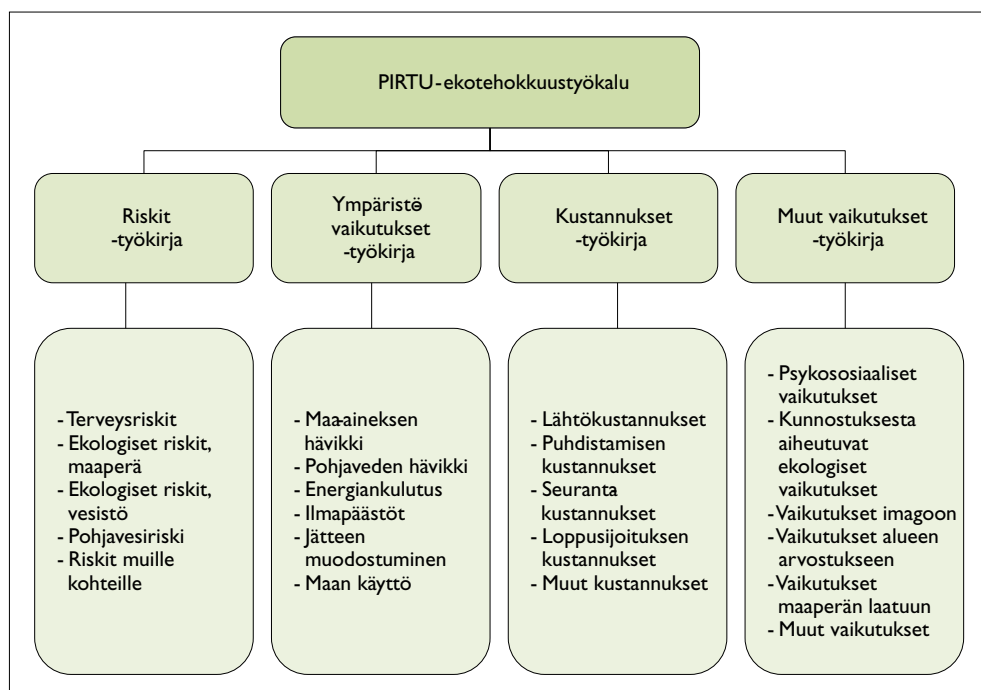 PIRTU-ekotehokkuustyökalu
Riskit
-työkirja
Ympäristö-
vaikutukset
-työkirja
Kustannukset
-työkirja
Muut vaikutukset
-työkirja
- Terveysriskit
- Ekologiset riskit,
maaperä
- Ekologiset riskit,
vesistö
- Pohjavesiriski
- Riskit muille
kohteille
- Maa-aineksen
hävikki
- Pohjaveden hävikki
- Energiankulutus
- Ilmapäästöt
- Jätteen
muodostuminen
- Maan käyttö
- Lähtökustannukset
- Puhdistamisen
kustannukset
- Seuranta-
kustannukset
- Loppusijoituksen
kustannukset
- Muut kustannukset
- Psykososiaaliset
vaikutukset
- Kunnostuksesta
aiheutuvat
ekologiset
vaikutukset
- Vaikutukset imagoon
- Vaikutukset alueen
arvostukseen
- Vaikutukset
maaperän laatuun
- Muut vaikutukset